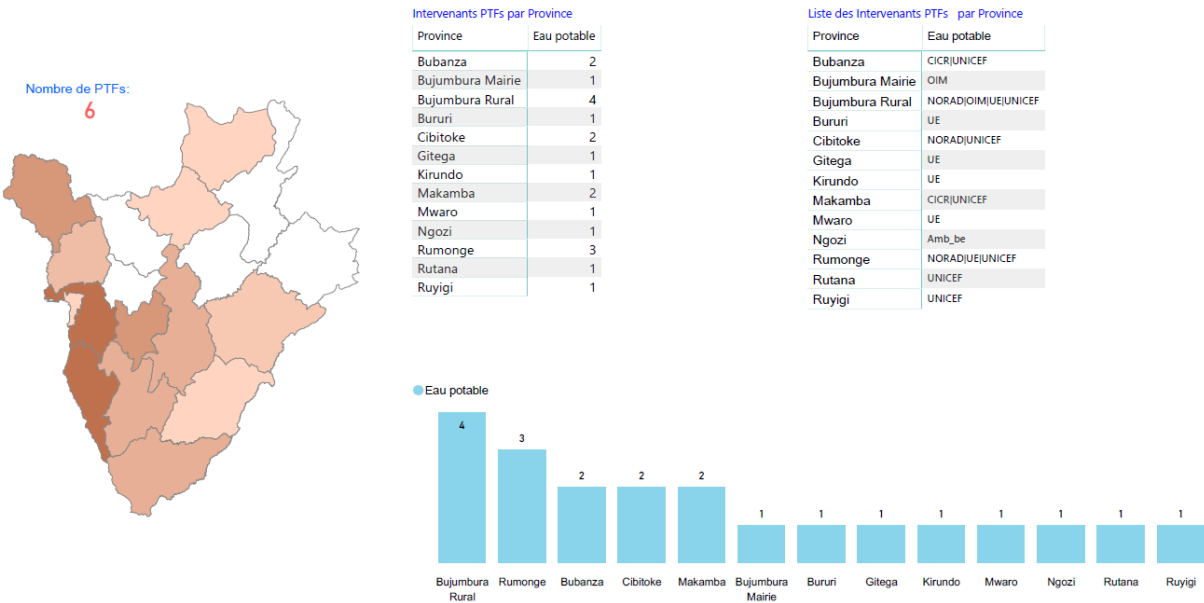 Nombre de PTFs:
6
Intervenants PTFs par Province
Province Eau potable
Bubanza 2
Bujumbura Mairie 1
Bujumbura Rural 4
Bururi 1
Cibitoke 2
Gitega 1
Kirundo 1
Makamba 2
Mwaro 1
Ngozi 1
Rumonge 3
Rutana 1
Ruyigi 1
Liste des Intervenants PTFs par Province
Province Eau potable
Bubanza CICR|UNICEF
Bujumbura Mairie OIM
Bujumbura Rural NORAD|OIM|UE|UNICEF
Bururi UE
Cibitoke NORAD|UNICEF
Gitega UE
Kirundo UE
Makamba CICR|UNICEF
Mwaro UE
Ngozi Amb_be
Rumonge NORAD|UE|UNICEF
Rutana UNICEF
Ruyigi UNICEF
Eau potable
4 3 2 2 2 1 1 1 1 1 1 1 1
Bujumbura Rumonge Bubanza Cibitoke Makamba Bujumbura Bururi Gitega Kirundo Mwaro Ngozi Rutana Ruyigi
Rural Mairie